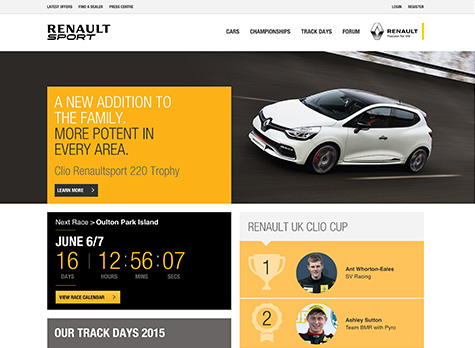 LATEST OFFERS FIND A DEALER PRESS CENTRE
LOGIN REGISTER
RENAULT
SPORT
CARS CHAMPIONSHIPS TRACK DAYS FORUM
RENAULT
Passion for life
A NEW ADDITION TO
THE FAMILY.
MORE POTENT IN
EVERY AREA.
Clio Renaultsport 220 Trophy
LEARN MORE >
Next Race > Oulton Park Island
JUNE 6/7
16 12:56:07
DAYS HOURS MINS SECS
VIEW RACE CALENDAR >
RENAULT UK CLIO CUP
1
Ant Whorton-Eales
SV Racing
2
Ashley Sutton
Team BMR with Pyro
OUR TRACK DAYS 2015